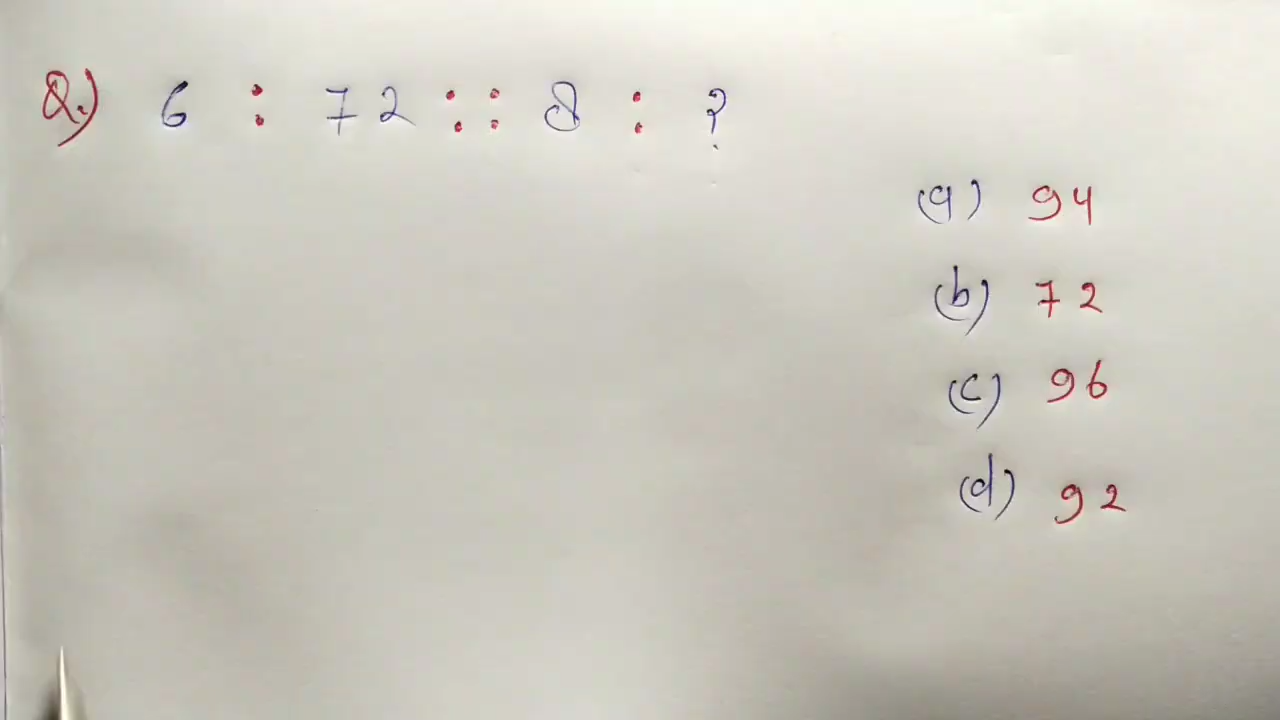 Q.) 6 : 72 :: 8 : ?
(a) 94
(b) 72
(c) 96
(d) 92